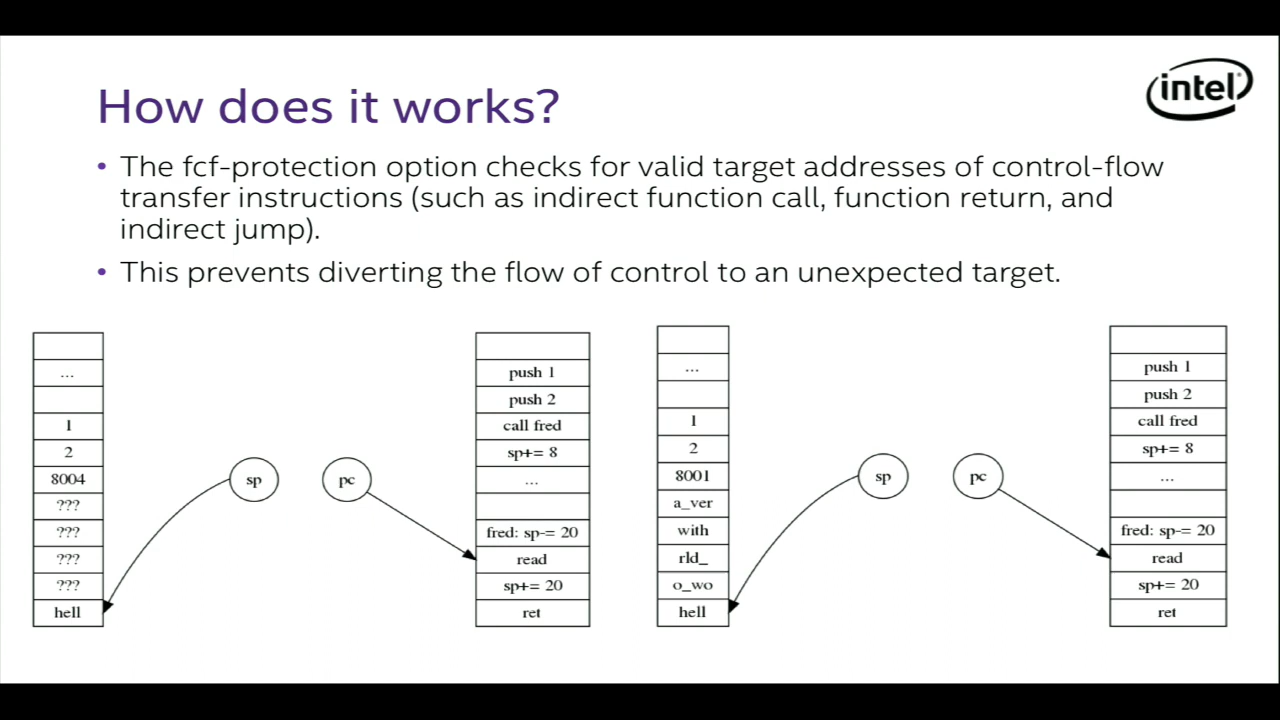 intel
How does it works?
• The fcf-protection option checks for valid target addresses of control-flow
transfer instructions (such as indirect function call, function return, and
indirect jump).
• This prevents diverting the flow of control to an unexpected target.
...
1
2
8004
???
???
???
???
hell
sp
pc
push 1
push 2
call fred
sp+= 8
...
fred: sp-= 20
read
sp+= 20
ret
...
1
2
8001
a_ver
with
rld_
o_wo
hell
sp
pc
push 1
push 2
call fred
sp+= 8
...
fred: sp-= 20
read
sp+= 20
ret